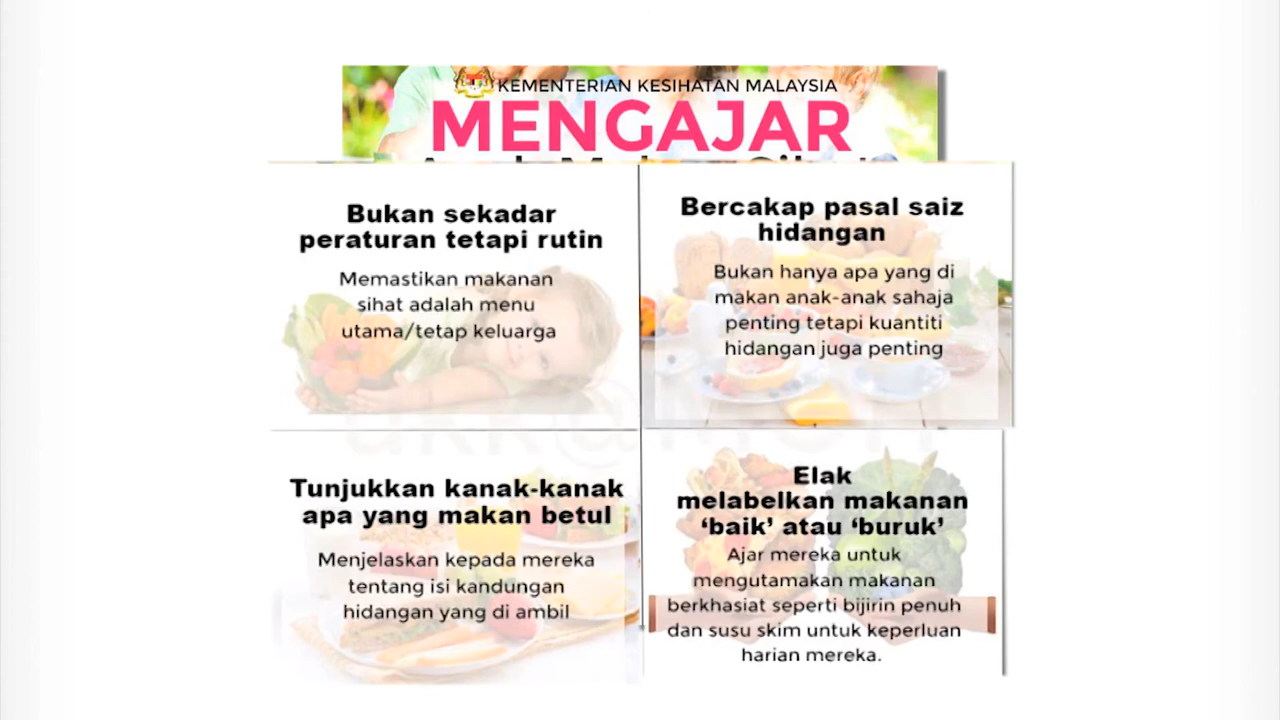 KEMENTERIAN KESIHATAN MALAYSIA
MENGAJAR
Bukan sekadar
peraturan tetapi rutin
Memastikan makanan
sihat adalah menu
utama/tetap keluarga
Bercakap pasal saiz
hidangan
Bukan hanya apa yang di
makan anak-anak sahaja
penting tetapi kuantiti
hidangan juga penting
Tunjukkan kanak-kanak
apa yang makan betul
Menjelaskan kepada mereka
tentang isi kandungan
hidangan yang di ambil
Elak
melabelkan makanan
‘baik’ atau ‘buruk’
Ajar mereka untuk
mengutamakan makanan
berkhasiat seperti bijirin penuh
dan susu skim untuk keperluan
harian mereka.